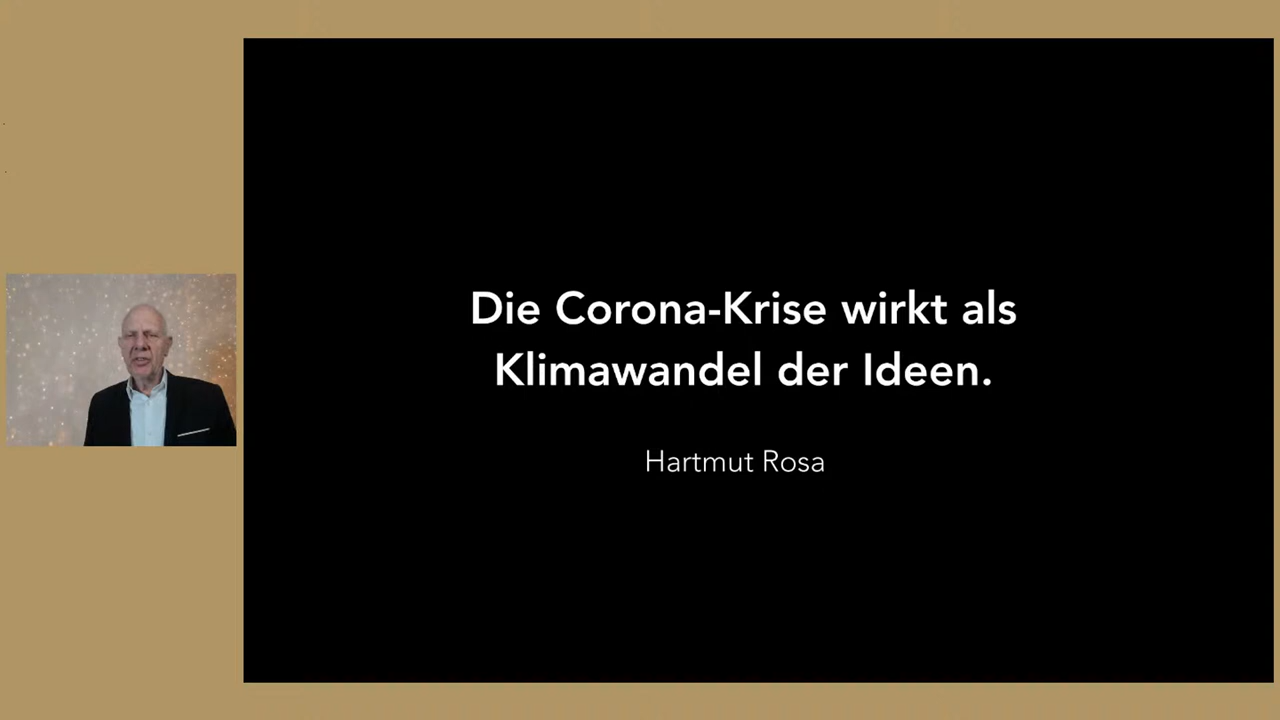 Die Corona-Krise wirkt als
Klimawandel der Ideen.
Hartmut Rosa